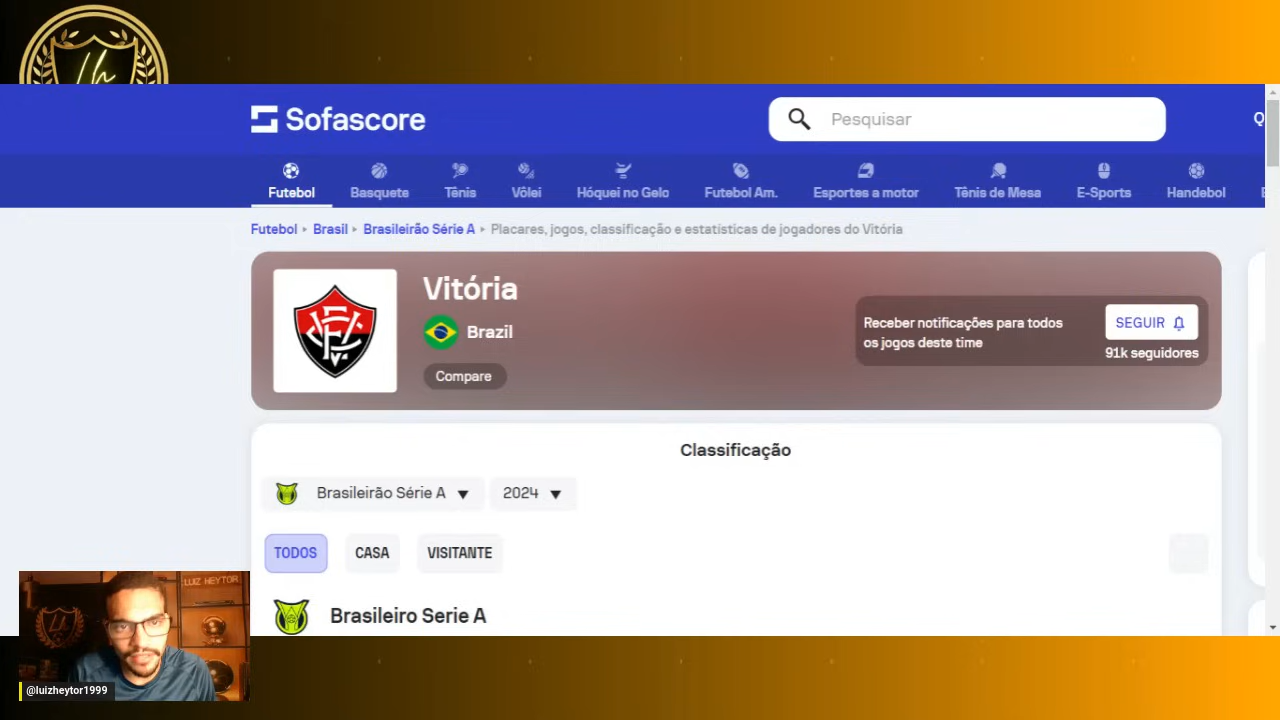 Lh
Sofascore
Pesquisar
Q
Futebol
Basquete
Tênis
Vôlei
Hóquei no Gelo
Futebol Am.
Esportes a motor
Tênis de Mesa
E-Sports
Handebol
Futebol
Brasil
Brasileirão Série A
Placares, jogos, classificação e estatísticas de jogadores do Vitória
Vitória
Brazil
Compare
Receber notificações para todos
os jogos deste time
SEGUIR
91k seguidores
Classificação
Brasileirão Série A
2024
TODOS
CASA
VISITANTE
Brasileiro Serie A
LUIZ HEYTOR
Lh
@luizheytor1999